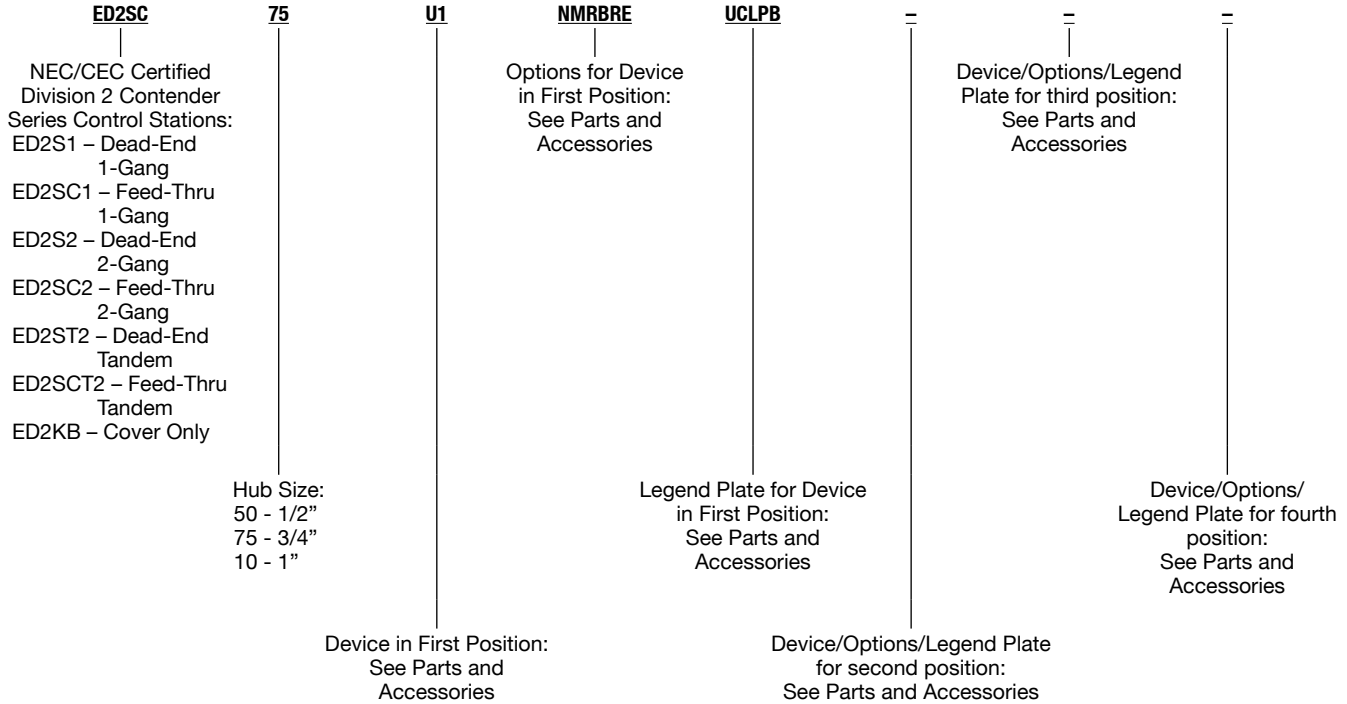 ED2SC 75 U1 NMRBRE UCLPB – – –
NEC/CEC Certified
Division 2 Contender
Series Control Stations:
ED2S1 – Dead-End
1-Gang
ED2SC1 – Feed-Thru
1-Gang
ED2S2 – Dead-End
2-Gang
ED2SC2 – Feed-Thru
2-Gang
ED2ST2 – Dead-End
Tandem
ED2SCT2 – Feed-Thru
Tandem
ED2KB – Cover Only
Hub Size:
50 - 1/2”
75 - 3/4”
10 - 1”
Device in First Position:
See Parts and
Accessories
Options for Device
in First Position:
See Parts and
Accessories
Legend Plate for Device
in First Position:
See Parts and
Accessories
Device/Options/Legend Plate
for second position:
See Parts and Accessories
Device/Options/Legend
Plate for third position:
See Parts and
Accessories
Device/Options/
Legend Plate for fourth
position:
See Parts and
Accessories